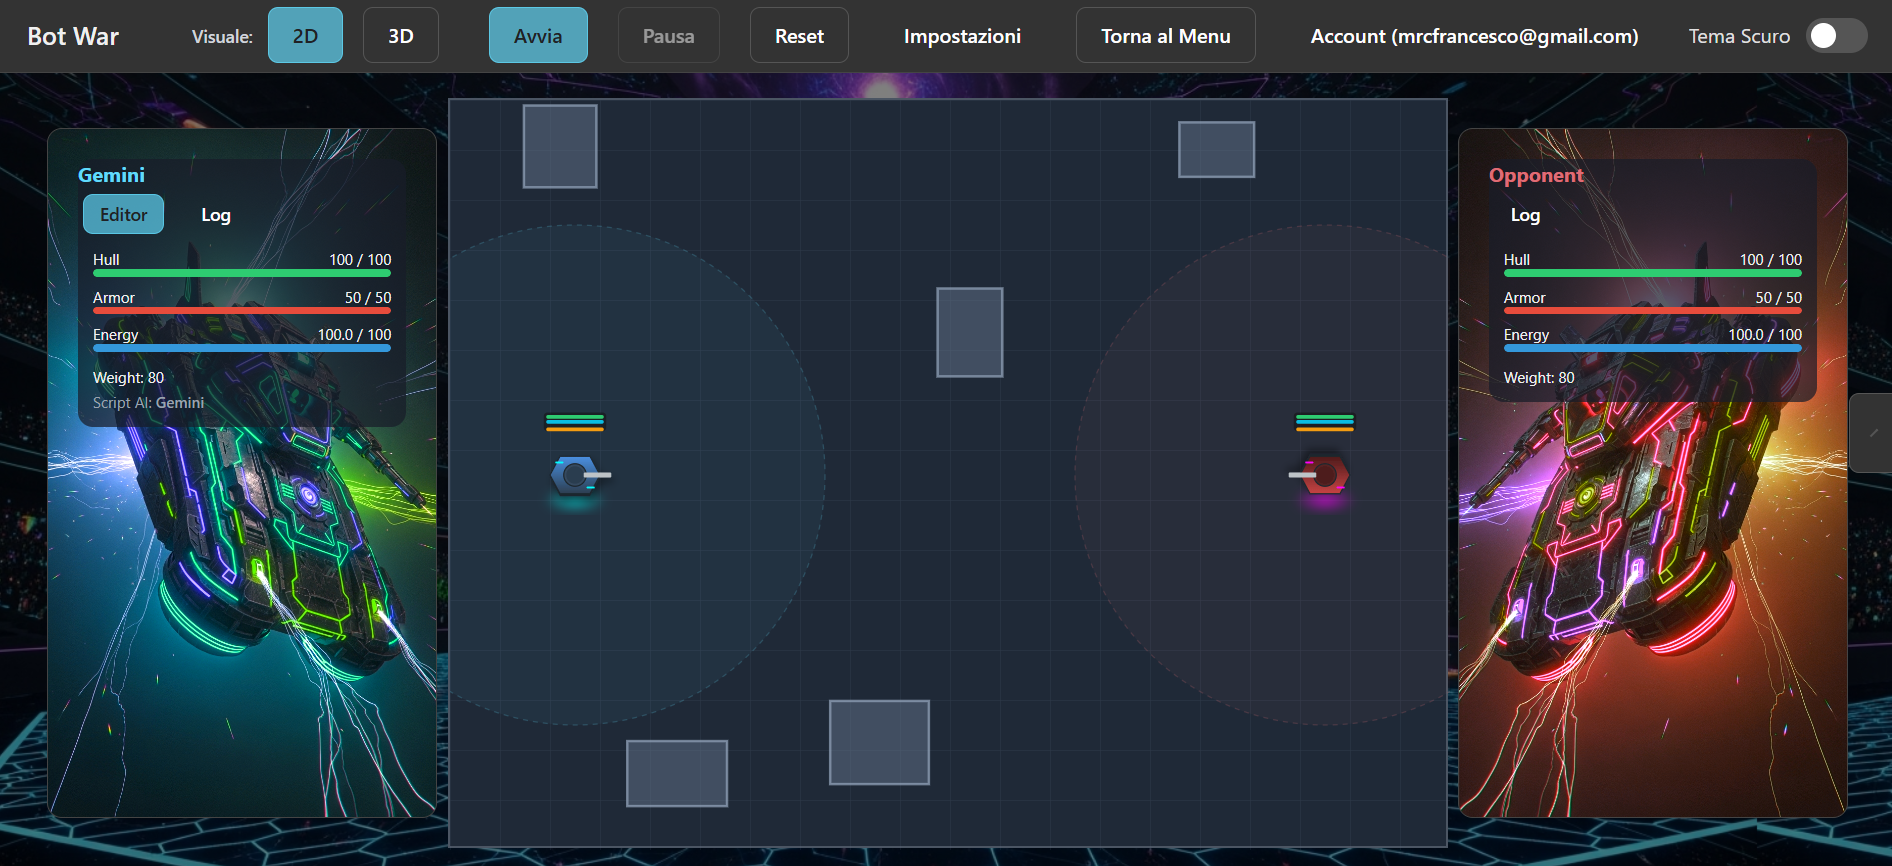 Bot War Visuale: 2D 3D Avvia Pausa Reset Impostazioni Torna al Menu Account (mrcfrancesco@gmail.com) Tema Scuro
Gemini
Editor Log
Hull 100 / 100
Armor 50 / 50
Energy 100.0 / 100
Weight: 80
Script AI: Gemini
Opponent
Log
Hull 100 / 100
Armor 50 / 50
Energy 100.0 / 100
Weight: 80